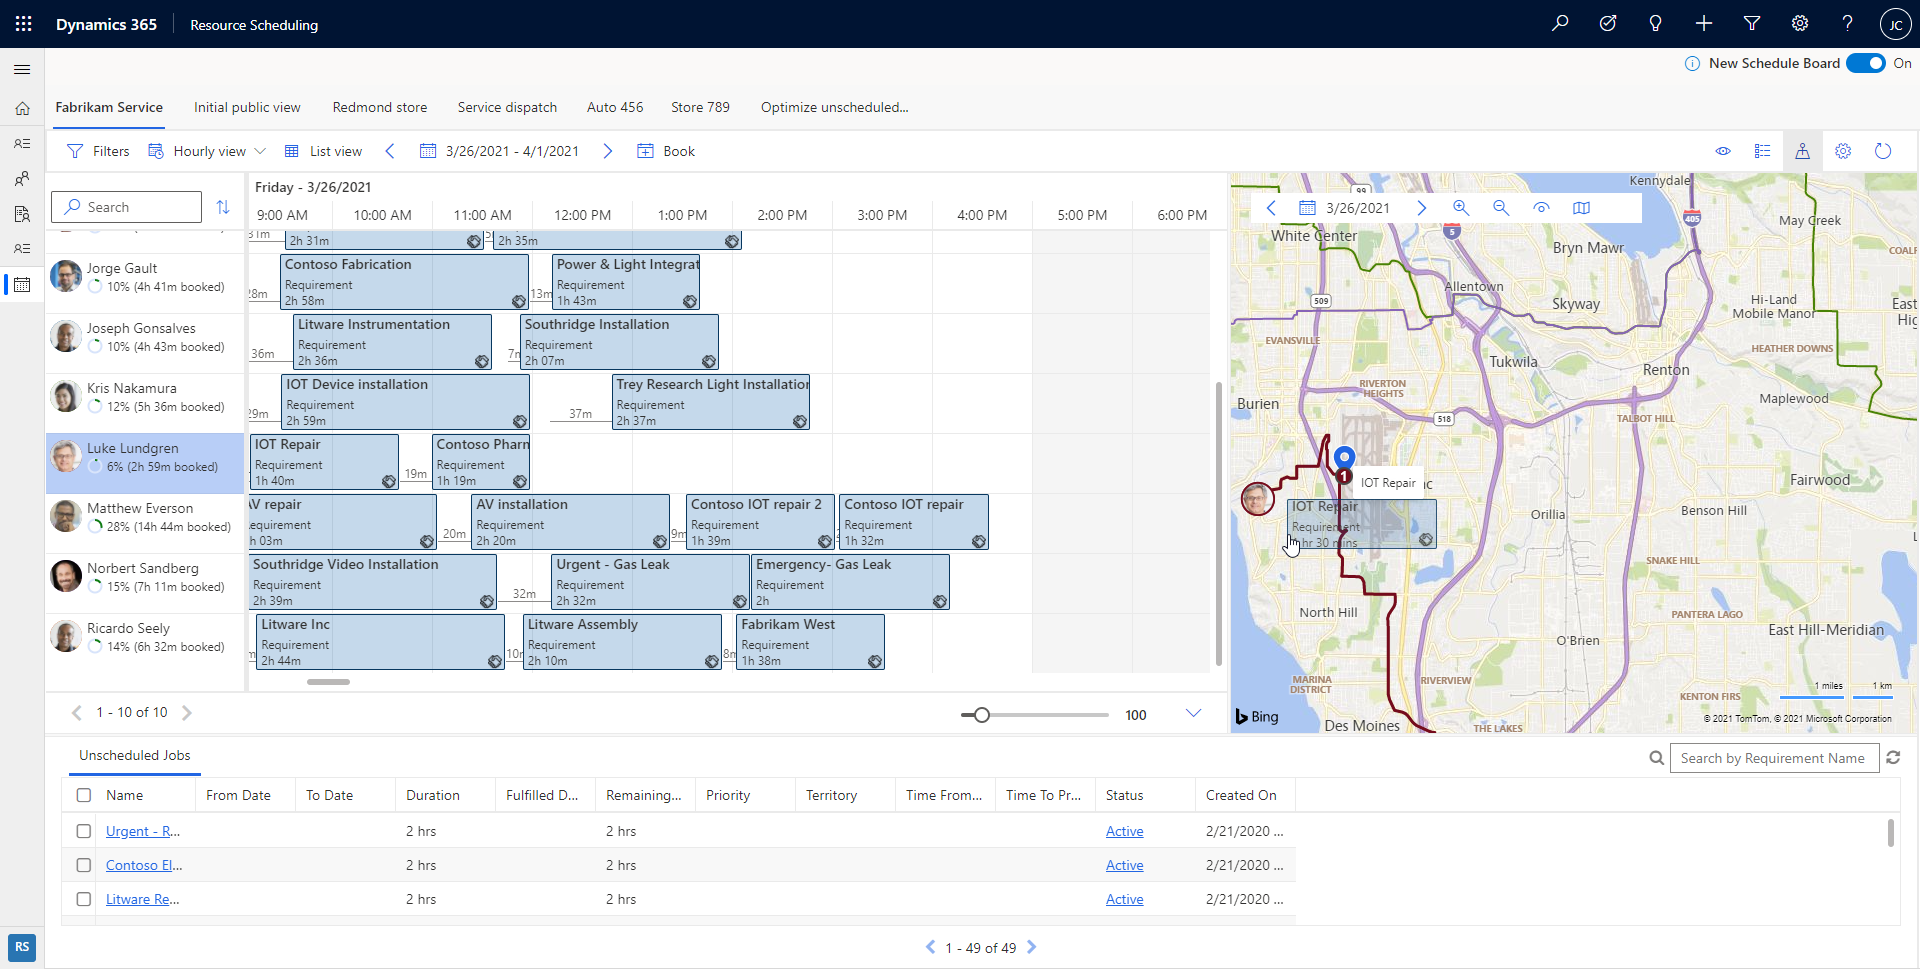 Dynamics 365
Resource Scheduling
JC
New Schedule Board
On
Fabrikam Service
Initial public view
Redmond store
Service dispatch
Auto 456
Store 789
Optimize unscheduled...
Filters
Hourly view
List view
3/26/2021 - 4/1/2021
Book
Search
Friday - 3/26/2021
9:00 AM
10:00 AM
11:00 AM
12:00 PM
1:00 PM
2:00 PM
3:00 PM
4:00 PM
5:00 PM
6:00 PM
2h 31m
2h 35m
Jorge Gault
10% (4h 41m booked)
28m
Contoso Fabrication
Requirement
2h 58m
13m
Power & Light Integrat
Requirement
1h 43m
Joseph Gonsalves
10% (4h 43m booked)
36m
Litware Instrumentation
Requirement
2h 36m
Southridge Installation
Requirement
2h 07m
Kris Nakamura
12% (5h 36m booked)
29m
IOT Device installation
Requirement
2h 59m
37m
Trey Research Light Installation
Requirement
2h 37m
Luke Lundgren
6% (2h 59m booked)
IOT Repair
Requirement
1h 40m
19m
Contoso Pharn
Requirement
1h 19m
Matthew Everson
28% (14h 44m booked)
AV repair
Requirement
h 03m
20m
AV installation
Requirement
2h 20m
9m
Contoso IOT repair 2
Requirement
1h 39m
Contoso IOT repair
Requirement
1h 32m
Norbert Sandberg
15% (7h 11m booked)
Southridge Video Installation
Requirement
2h 39m
32m
Urgent - Gas Leak
Requirement
2h 32m
Emergency- Gas Leak
Requirement
2h
Ricardo Seely
14% (6h 32m booked)
Litware Inc
Requirement
2h 44m
Litware Assembly
Requirement
2h 10m
8m
Fabrikam West
Requirement
1h 38m
1 - 10 of 10
100
3/26/2021
Kennydale
99
405
5
May Creek
White Center
Bryn Mawr
COALF
Allentown
509
Skyway
Hi-Land
Mobile Manor
East
Hig
EVANSVILLE
Tukwila
HEATHER DOWNS
Renton
RIVERTON
HEIGHTS
Maplewood
Burien
518
TALBOT HILL
1
IOT Repair
Fairwood
IOT Repair
Requirement
hr 30 mins
Orillia
Benson Hill
SNAKE HILL
North Hill
PANTERA LAGO
East Hill-Meridian
O'Brien
MARINA
DISTRICT
RIVERVIEW
KENTON FIRS
1 miles
1 km
Bing
Des Moines
THE LAKES
© 2021 TomTom, © 2021 Microsoft Corporation
Unscheduled Jobs
Search by Requirement Name
Name
From Date
To Date
Duration
Fulfilled D...
Remaining...
Priority
Territory
Time From...
Time To Pr...
Status
Created On
Urgent - R...
2 hrs
2 hrs
Active
2/21/2020 ...
Contoso El...
2 hrs
2 hrs
Active
2/21/2020 ...
Litware Re...
2 hrs
2 hrs
Active
2/21/2020 ...
RS
1 - 49 of 49